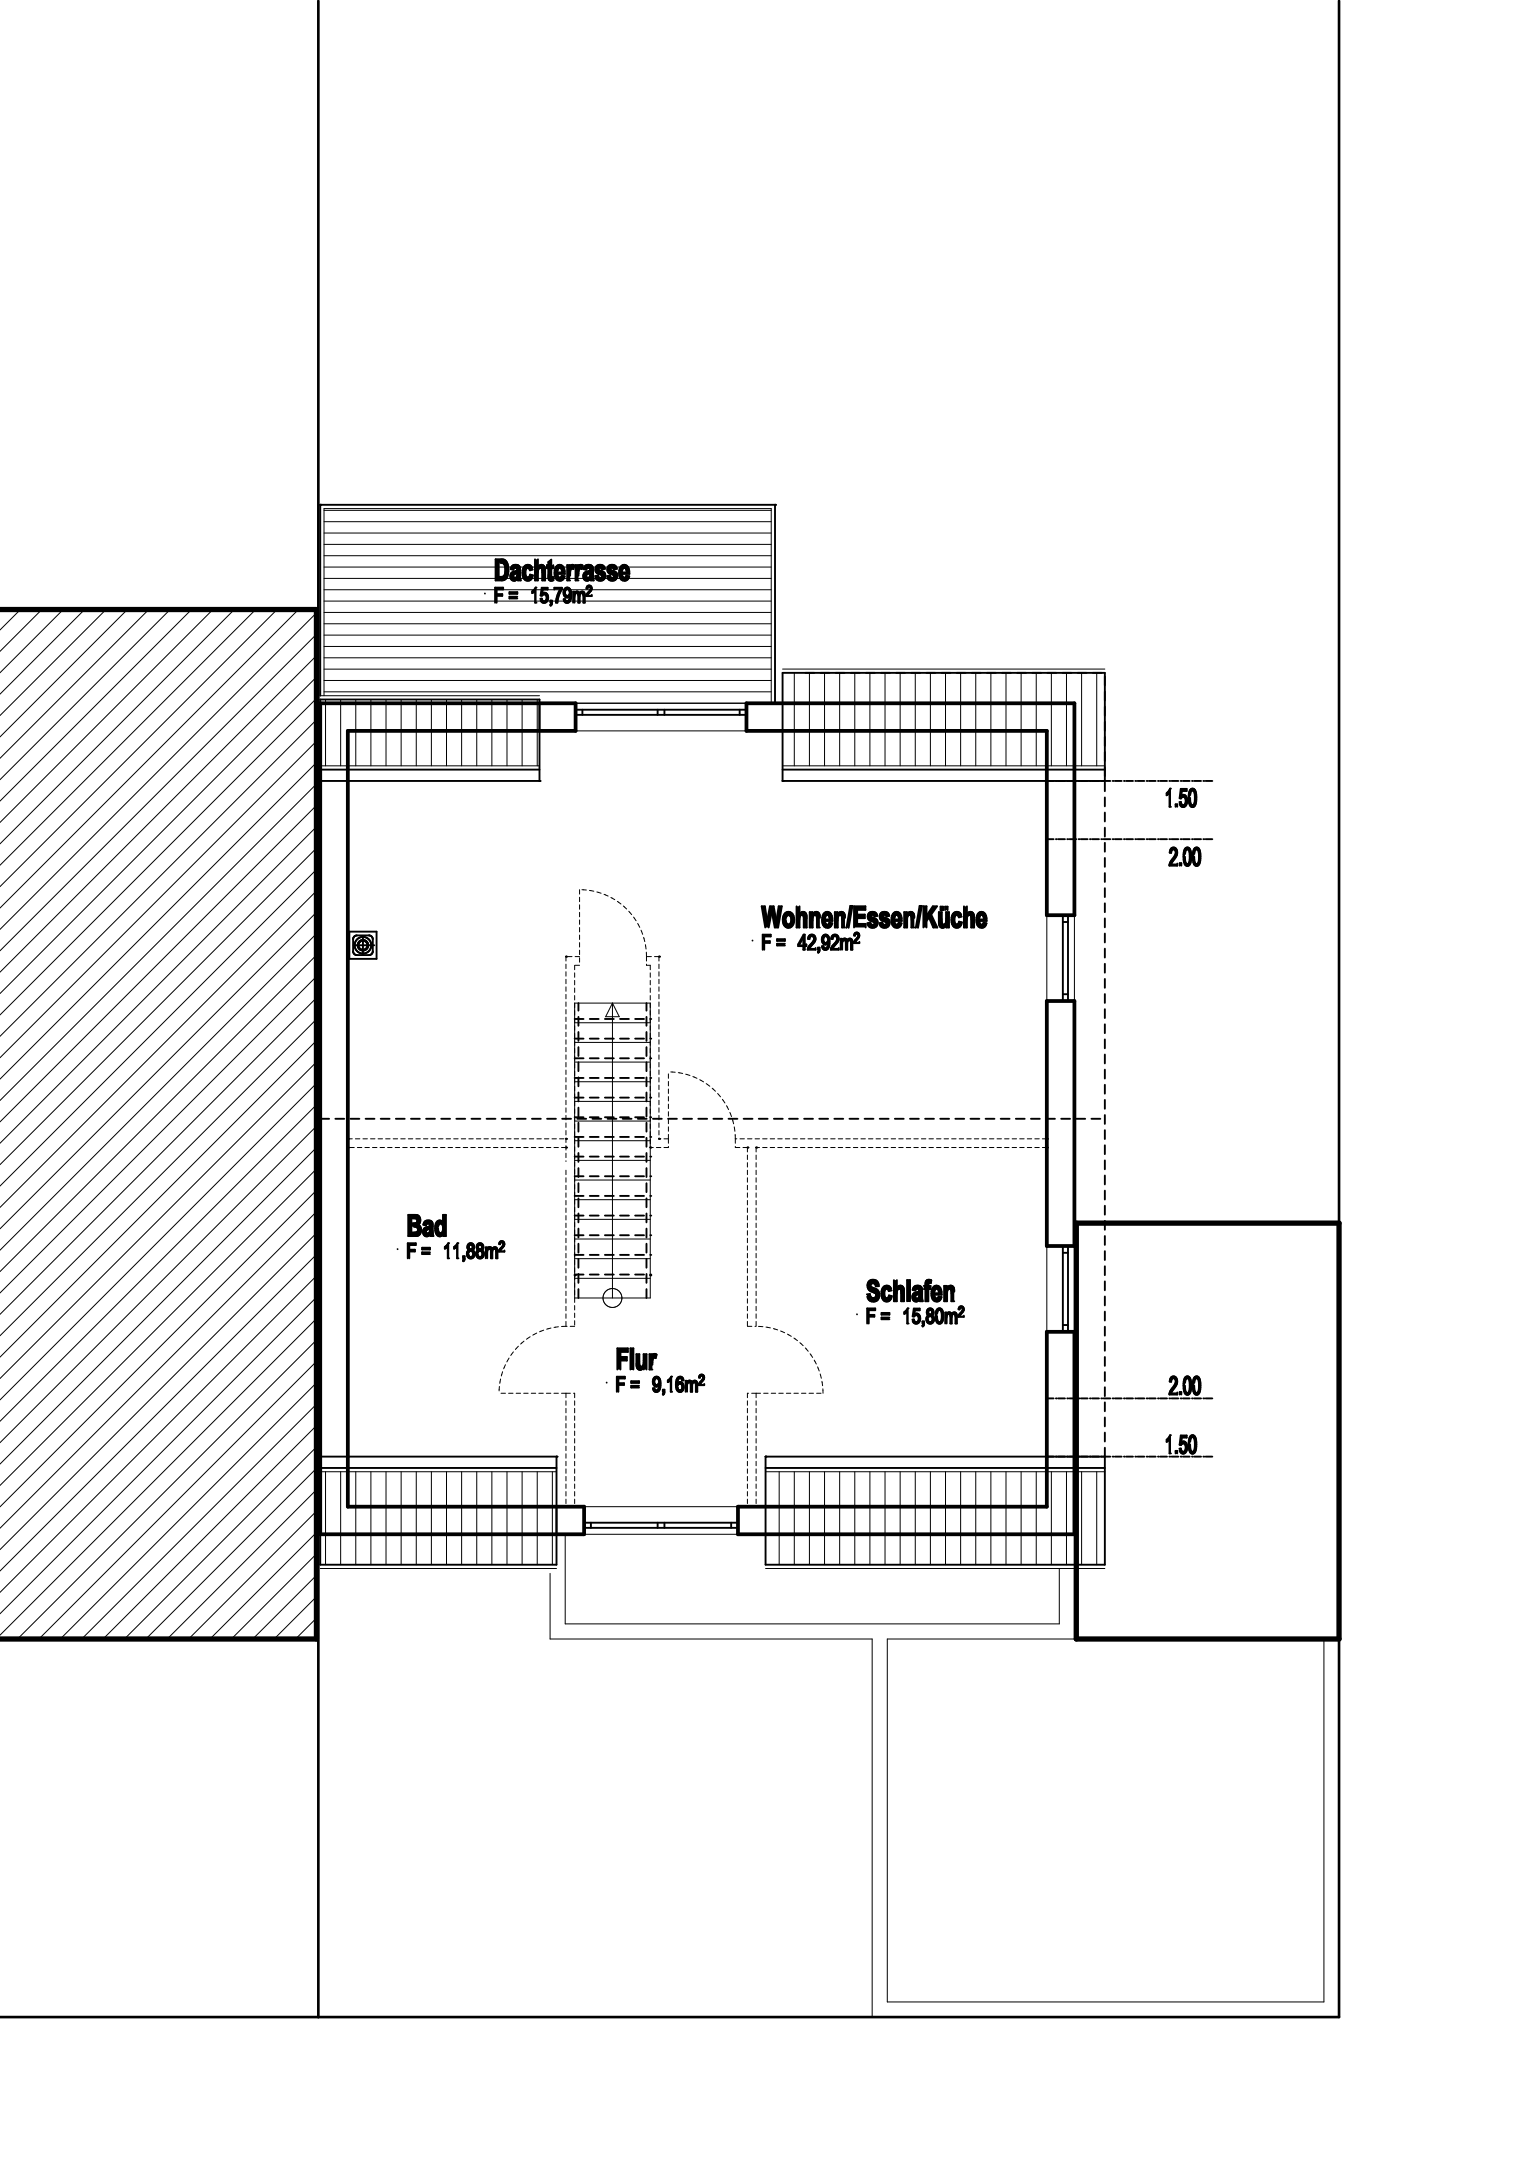 Dachterrasse
F = 15,79m²
1.50
2.00
Wohnen/Essen/Küche
F = 42,92m²
Bad
F = 11,88m²
Schlafen
F = 15,80m²
Flur
F = 9,16m²
2.00
1.50